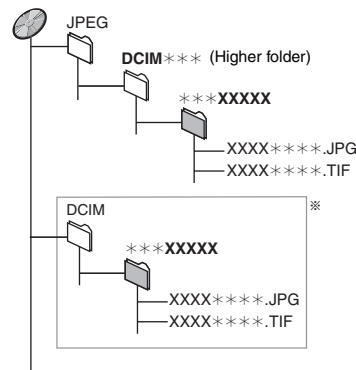 JPEG
DCIM✳✳✳ (Higher folder)
✳✳✳XXXXX
XXXX✳✳✳✳.JPG
XXXX✳✳✳✳.TIF
※
DCIM
✳✳✳XXXXX
XXXX✳✳✳✳.JPG
XXXX✳✳✳✳.TIF